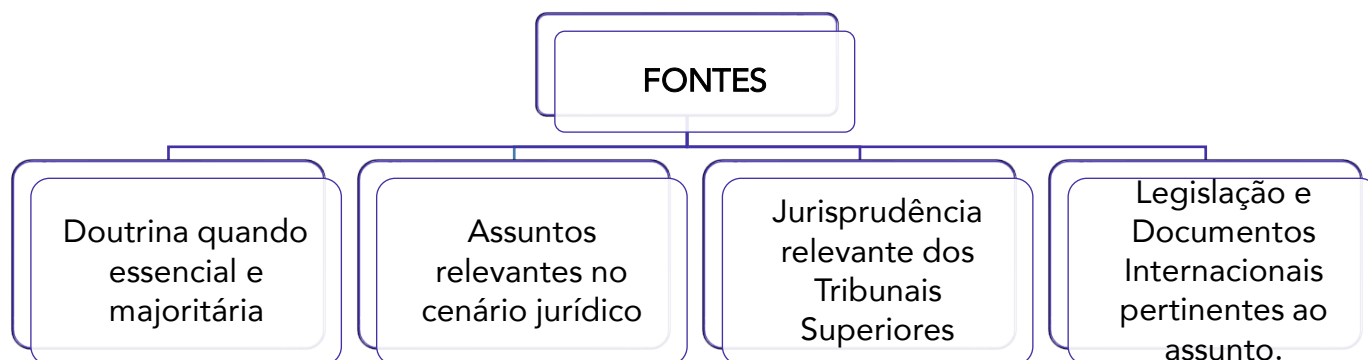 FONTES
Doutrina quando
essencial e
majoritária
Assuntos
relevantes no
cenário jurídico
Jurisprudência
relevante dos
Tribunais
Superiores
Legislação e
Documentos
Internacionais
pertinentes ao
assunto.